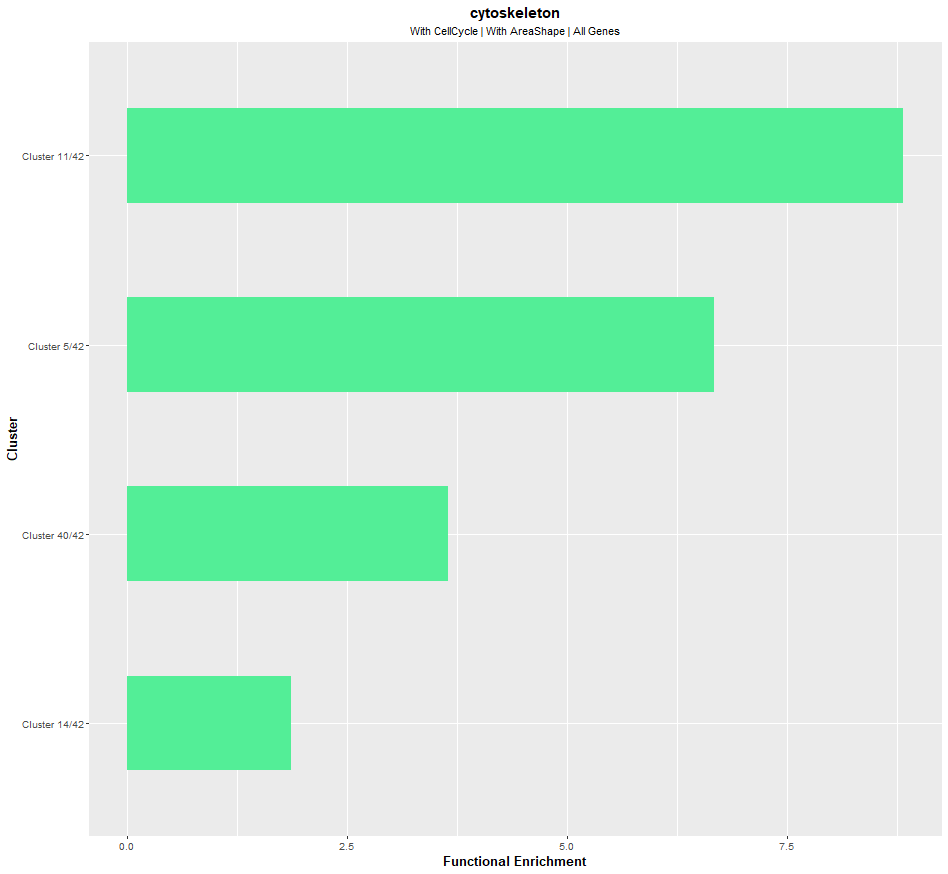 cytoskeleton
With CellCycle | With AreaShape | All Genes
Cluster 11/42
Cluster 5/42
Cluster 40/42
Cluster 14/42
Cluster
0.0 2.5 5.0 7.5
Functional Enrichment